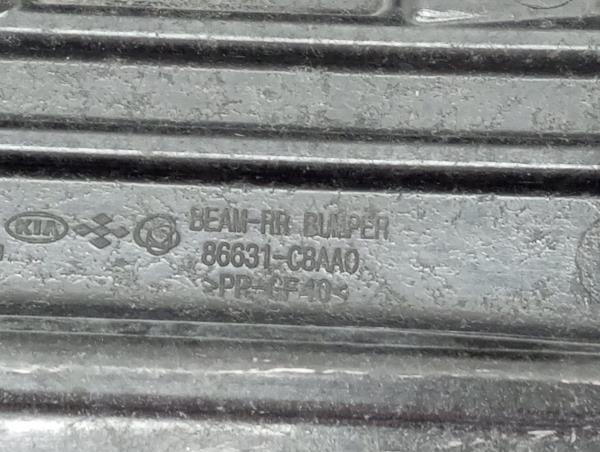 KIA
BEAM-RR BUMPER
86631-C8AA0
>PP-GF40<